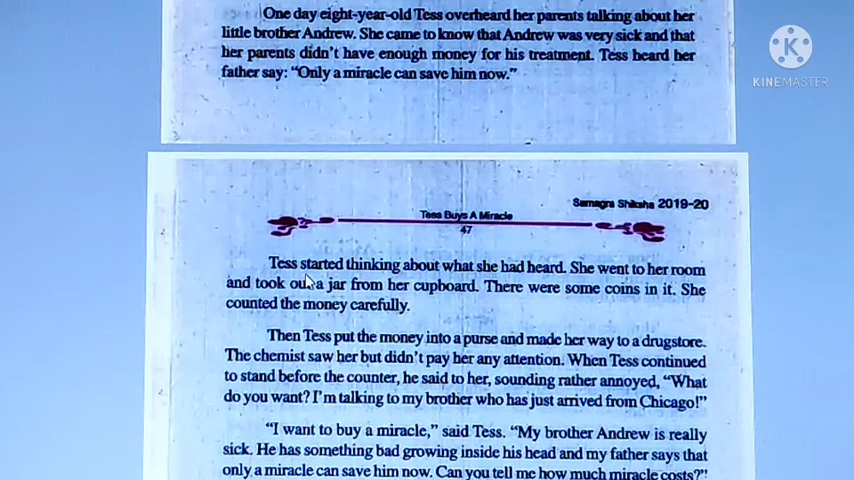 One day eight-year-old Tess overheard her parents talking about her
little brother Andrew. She came to know that Andrew was very sick and that
her parents didn't have enough money for his treatment. Tess heard her
father say: "Only a miracle can save him now."
KINEMASTER
Samagra Shiksha 2019-20
Tess Buys A Miracle
47
Tess started thinking about what she had heard. She went to her room
and took out a jar from her cupboard. There were some coins in it. She
counted the money carefully.
Then Tess put the money into a purse and made her way to a drugstore.
The chemist saw her but didn't pay her any attention. When Tess continued
to stand before the counter, he said to her, sounding rather annoyed, "What
do you want? I'm talking to my brother who has just arrived from Chicago!"
"I want to buy a miracle," said Tess. "My brother Andrew is really
sick. He has something bad growing inside his head and my father says that
only a miracle can save him now. Can you tell me how much miracle costs?"